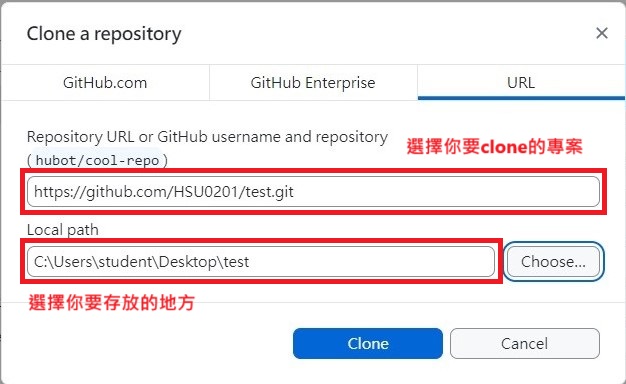 Clone a repository
GitHub.com
GitHub Enterprise
URL
Repository URL or GitHub username and repository
(hubot/cool-repo)
選擇你要clone的專案
https://github.com/HSU0201/test.git
Local path
C:\Users\student\Desktop\test
Choose...
選擇你要存放的地方
Clone
Cancel